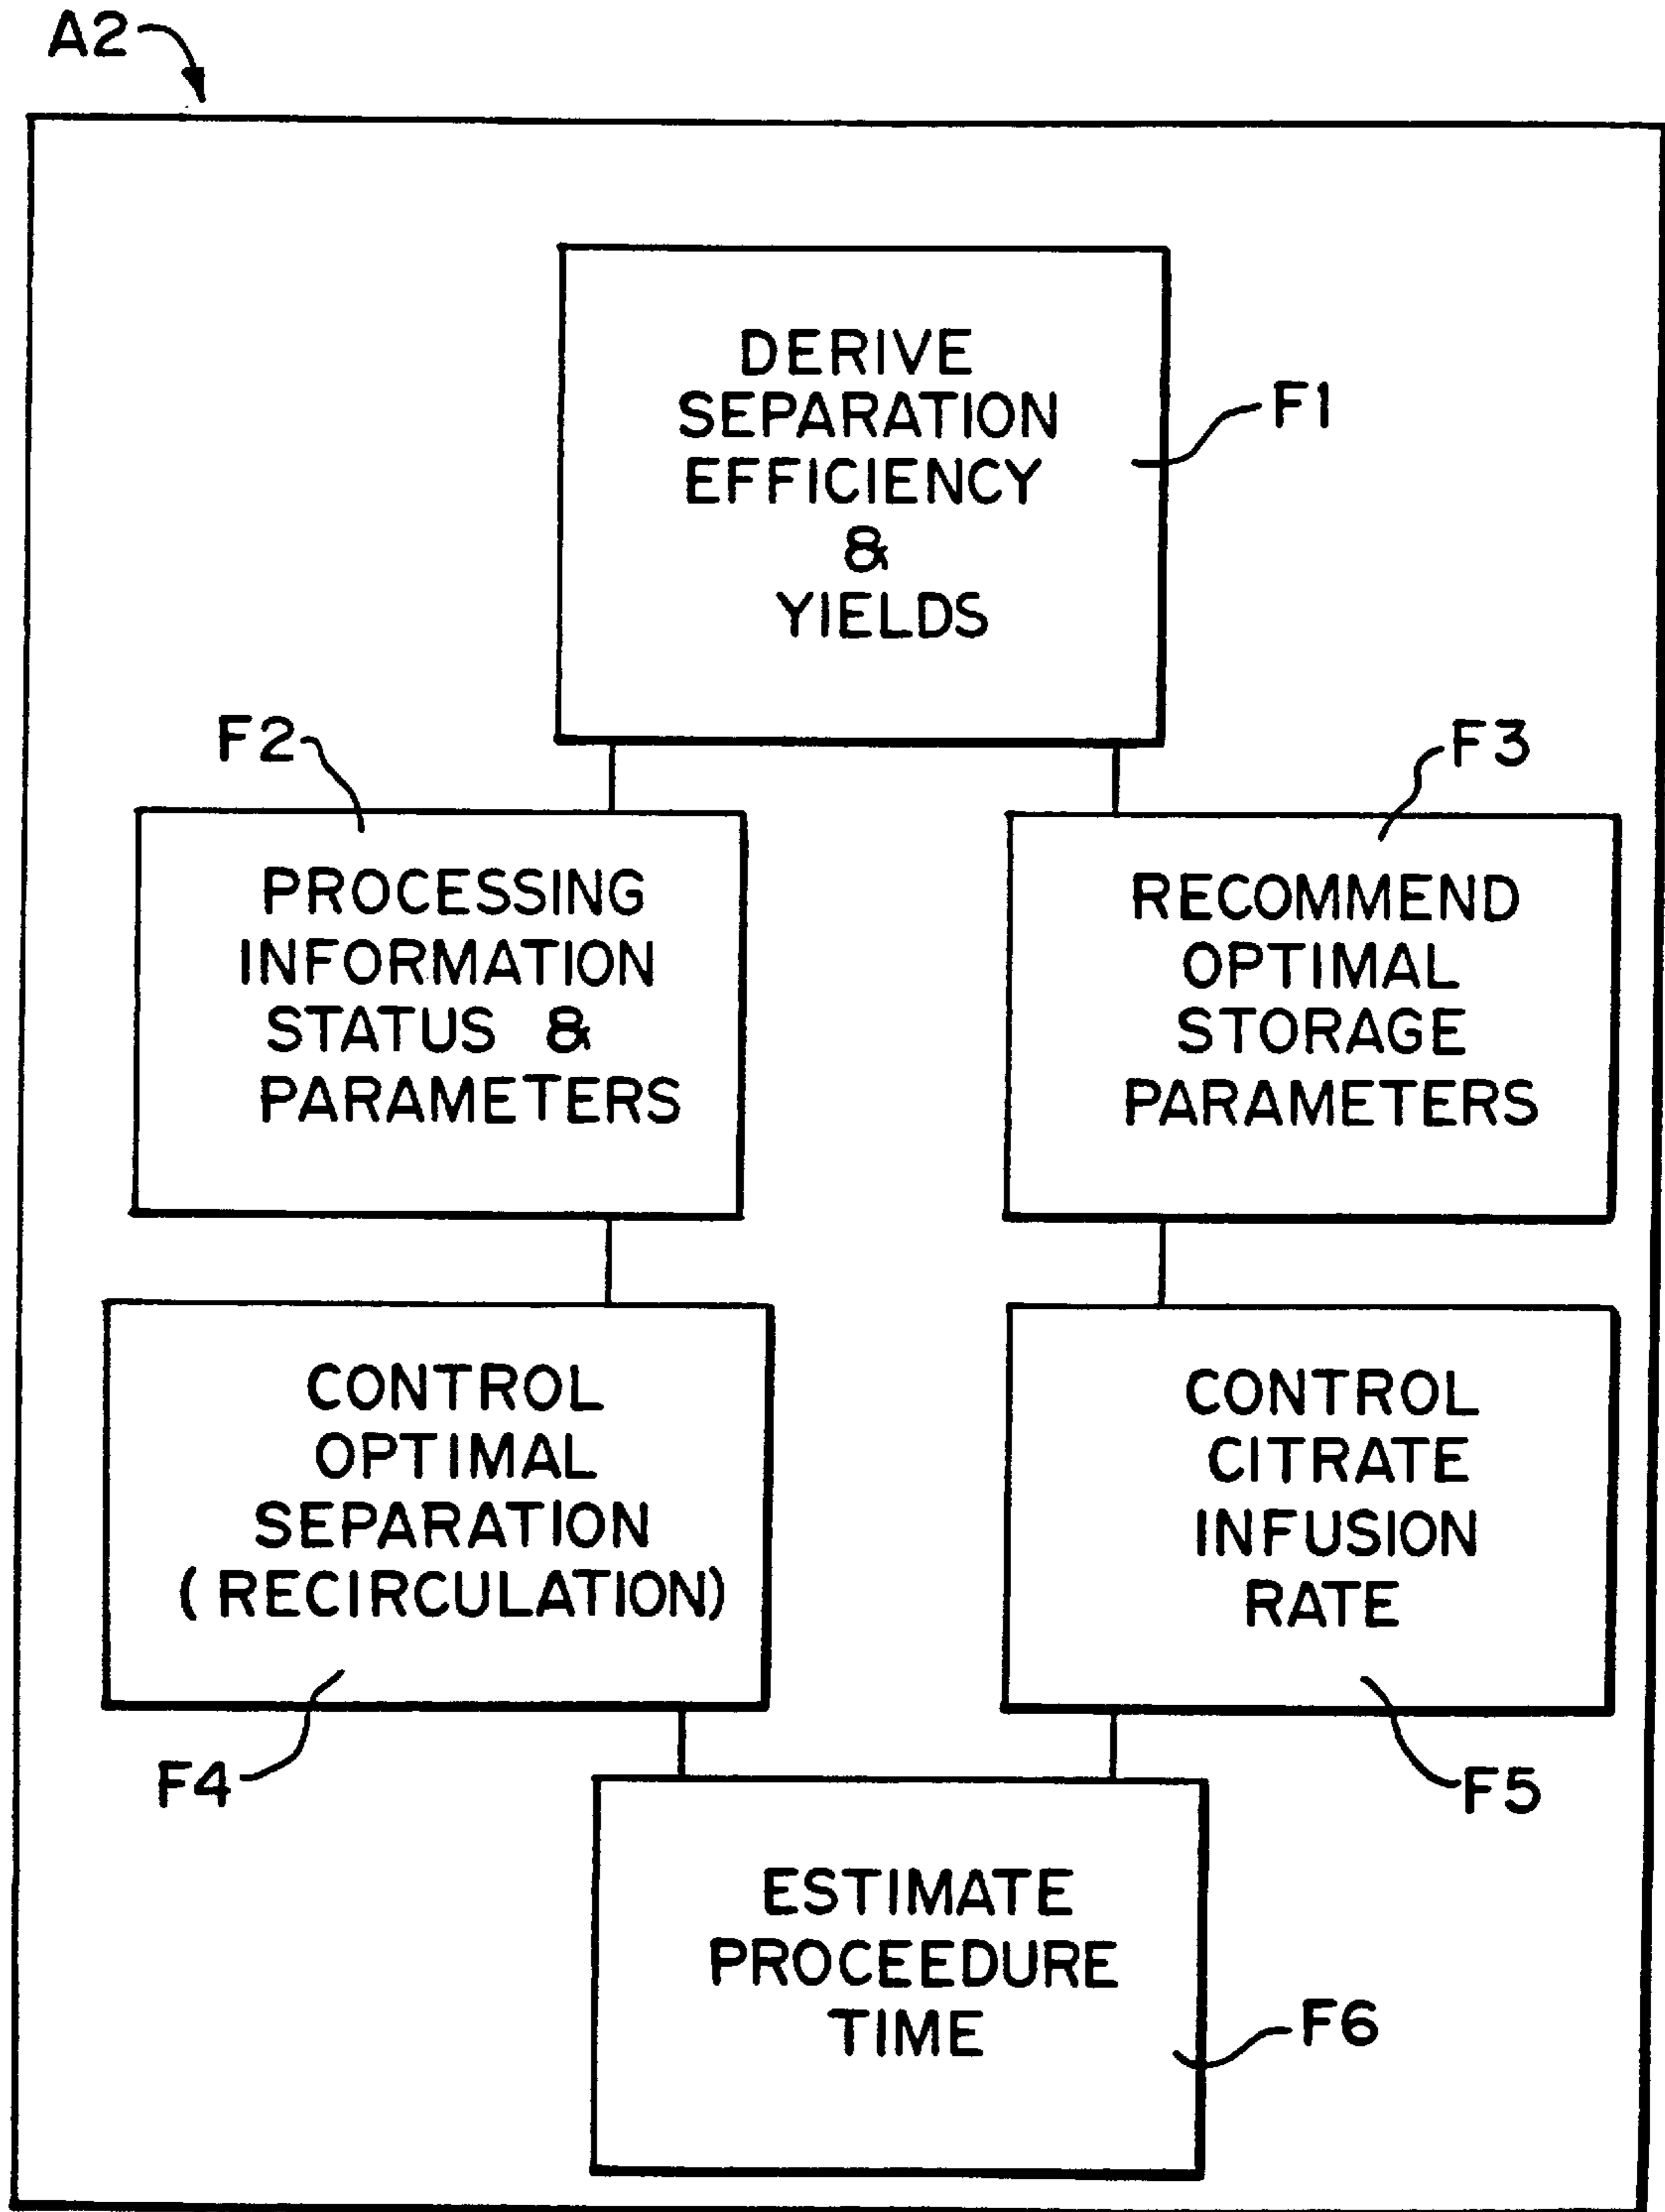 A2
DERIVE
SEPARATION
EFFICIENCY
&
YIELDS
F1
F2
F3
PROCESSING
INFORMATION
STATUS &
PARAMETERS
RECOMMEND
OPTIMAL
STORAGE
PARAMETERS
CONTROL
OPTIMAL
SEPARATION
( RECIRCULATION)
CONTROL
CITRATE
INFUSION
RATE
F4
F5
ESTIMATE
PROCEEDURE
TIME
F6